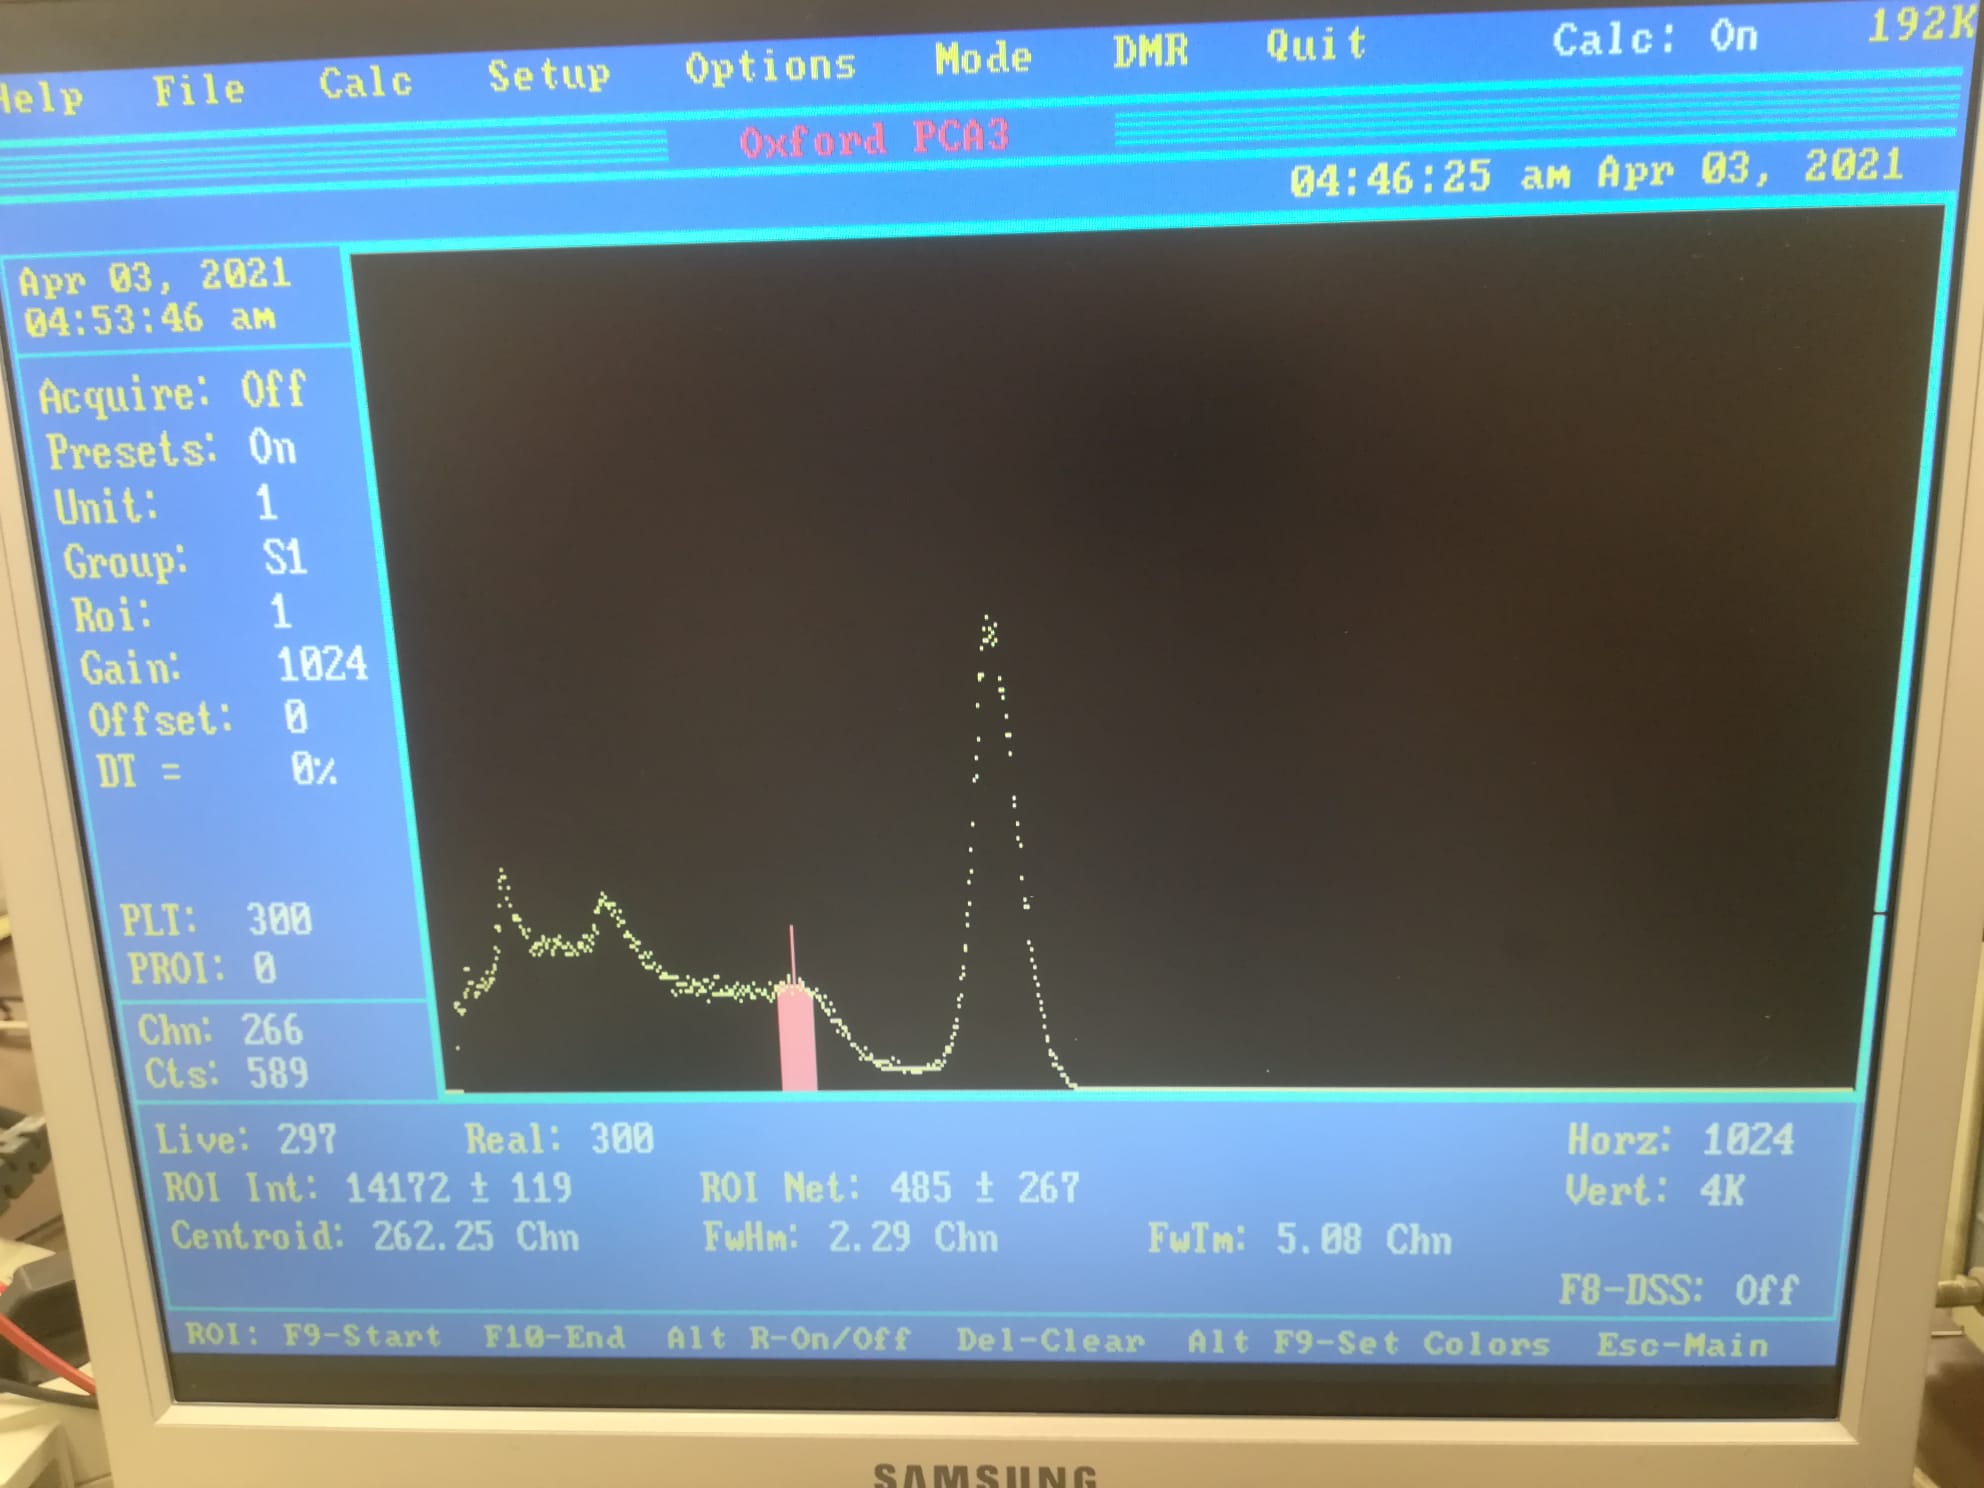 Help File Calc Setup Options Mode DMR Quit Calc: On 192K
Oxford PCA3
04:46:25 am Apr 03, 2021
Apr 03, 2021
04:53:46 am
Acquire: Off
Presets: On
Unit: 1
Group: S1
Roi: 1
Gain: 1024
Offset: 0
DT = 0%
PLT: 300
PROI: 0
Chn: 266
Cts: 589
Live: 297 Real: 300 Horz: 1024
ROI Int: 14172 ± 119 ROI Net: 485 ± 267 Vert: 4K
Centroid: 262.25 Chn FwHm: 2.29 Chn FwTm: 5.08 Chn
F8-DSS: Off
ROI: F9-Start F10-End Alt R-On/Off Del-Clear Alt F9-Set Colors Esc-Main
SAMSUNG